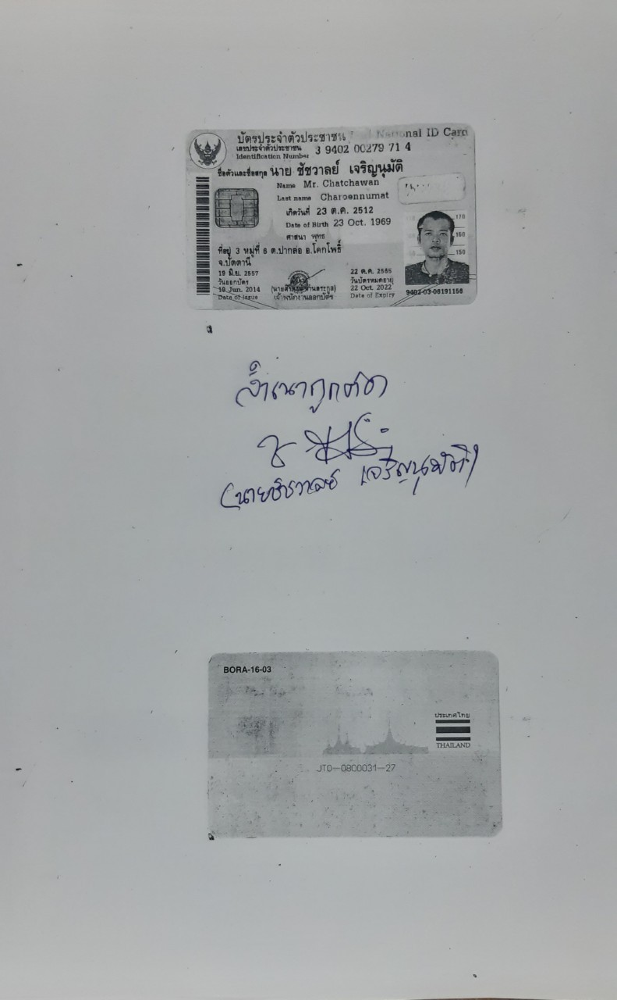 บัตรประจำตัวประชาชน National ID Card
เลขประจำตัวประชาชน 3 9402 00279 71 4
Identification Number
ชื่อตัวและชื่อสกุล นาย ชัชวาลย์ เจริญนุมัติ
Name Mr. Chatchawan
Last name Charoennumat
เกิดวันที่ 23 ต.ค. 2512
Date of Birth 23 Oct. 1969
ศาสนา พุทธ
ที่อยู่ 3 หมู่ที่ 6 ต.ปากล่อ อ.โคกโพธิ์
จ.ปัตตานี
19 มิ.ย. 2557
วันออกบัตร
19 Jun. 2014
Date of Issue
เจ้าพนักงานออกบัตร
22 ต.ค. 2565
วันบัตรหมดอายุ
22 Oct. 2022
Date of Expiry
170
160
150
9402-03-06191156
สำเนาถูกต้อง
(นายชัชวาลย์ เจริญนุมัติ)
BORA-16-03
ประเทศไทย
THAILAND
JT0-0800031-27